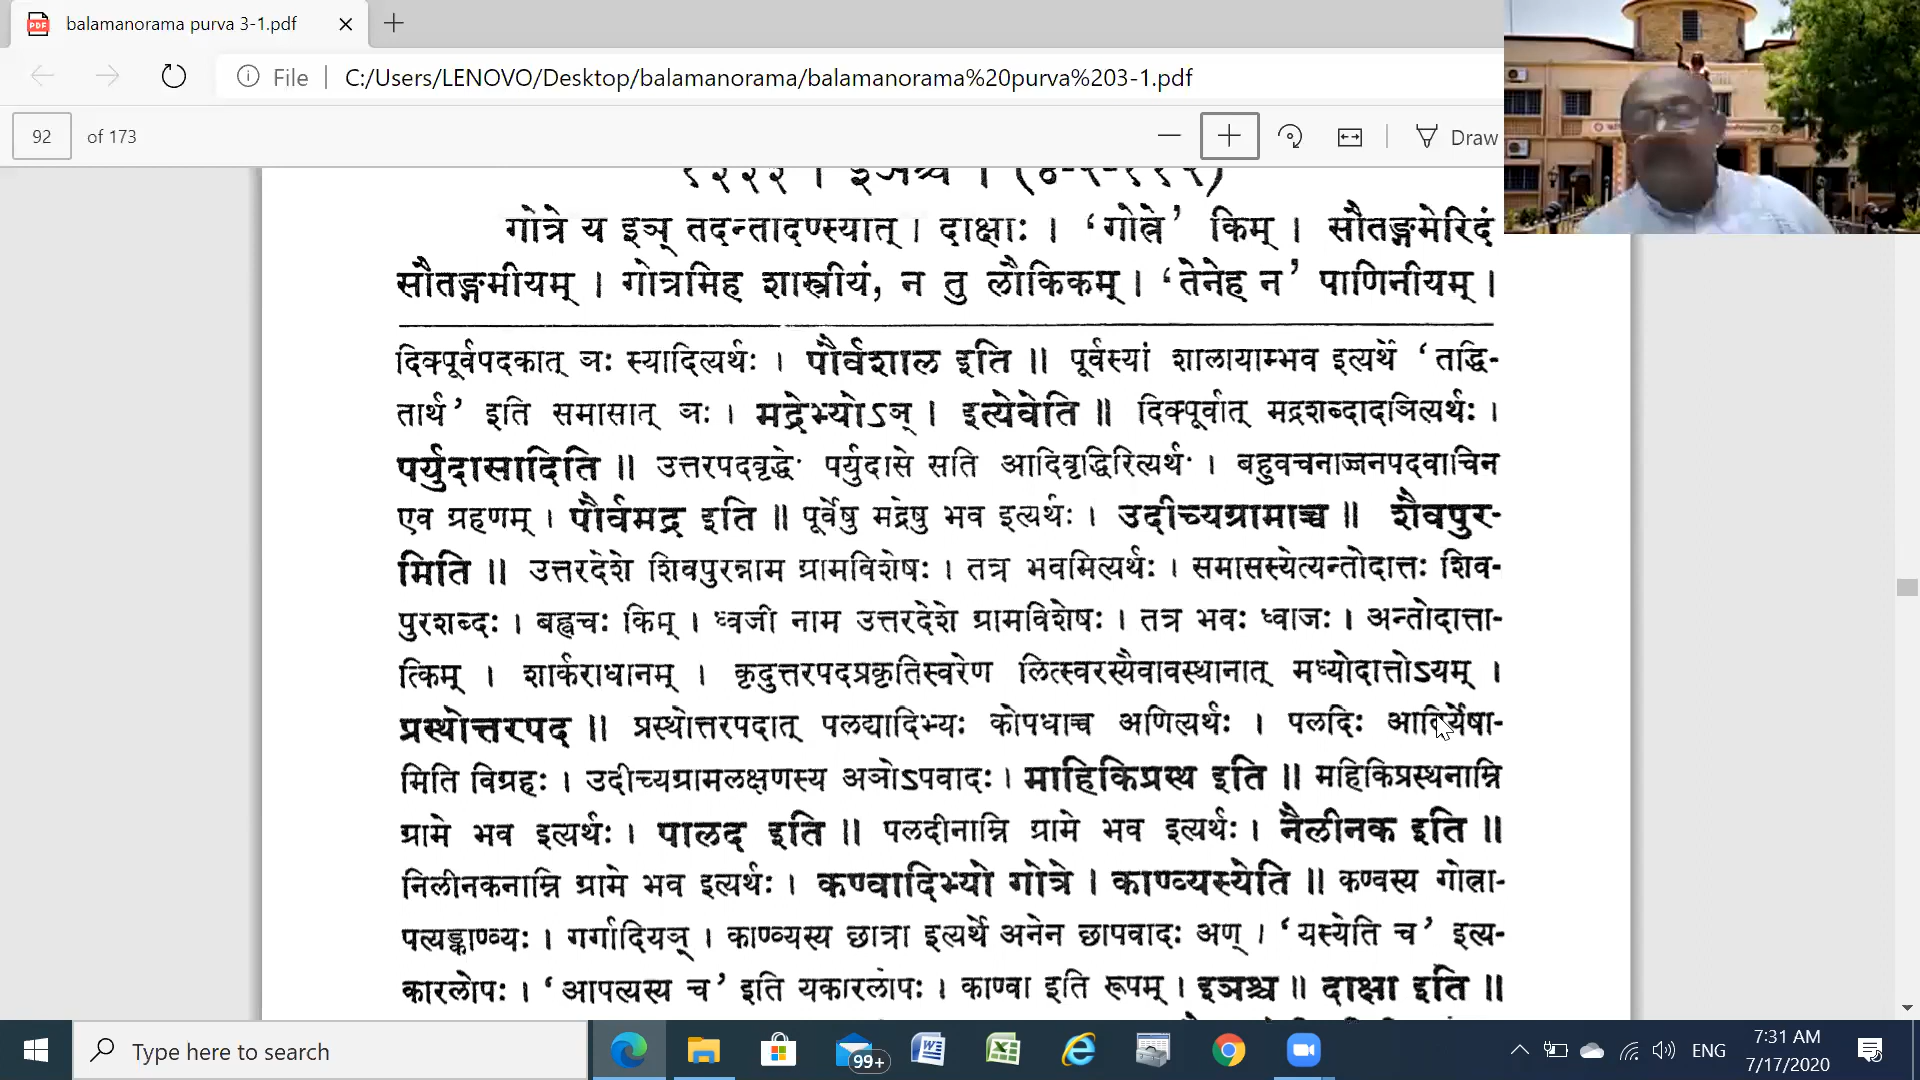 balamanorama purva 3-1.pdf
File | C:/Users/LENOVO/Desktop/balamanorama/balamanorama%20purva%203-1.pdf
92 of 173
Draw
गोत्रे य इञ् तदन्तादण्स्यात् । दाक्षाः । ‘गोत्रे’ किम् । सौतङ्गमेरिदं
सौतङ्गमीयम् । गोत्रमिह शास्त्रीयं, न तु लौकिकम् । ‘तेनेह न’ पाणिनीयम् ।
दिक्पूर्वपदकात् ञः स्यादित्यर्थः । पौर्वशाल इति ॥ पूर्वस्यां शालायाम्भव इत्यर्थे ‘तद्धि-
तार्थ’ इति समासात् ञः । मद्रेभ्योऽञ् । इत्येवेति ॥ दिक्पूर्वात् मद्रशब्दादञित्यर्थः ।
पर्युदासादिति ॥ उत्तरपदवृद्धेः पर्युदासे सति आदिवृद्धिरित्यर्थः । बहुवचनाज्जनपदवाचिन
एव ग्रहणम् । पौर्वमद्र इति ॥ पूर्वेषु मद्रेषु भव इत्यर्थः । उदीच्यग्रामाच्च ॥ शैवपुर-
मिति ॥ उत्तरदेशे शिवपुरन्नाम ग्रामविशेषः । तत्र भवमित्यर्थः । समासस्येत्यन्तोदात्तः शिव-
पुरशब्दः । बह्वचः किम् । ध्वजी नाम उत्तरदेशे ग्रामविशेषः । तत्र भवः ध्वाजः । अन्तोदात्ता-
त्किम् । शार्कराधानम् । कृदुत्तरपदप्रकृतिस्वरेण लित्स्वरस्यैवावस्थानात् मध्योदात्तोऽयम् ।
प्रस्थोत्तरपद ॥ प्रस्थोत्तरपदात् पलद्यादिभ्यः कोपधाच्च अणित्यर्थः । पलदिः आदिर्येषा-
मिति विग्रहः । उदीच्यग्रामलक्षणस्य अञोऽपवादः । माहिकिप्रस्थ इति ॥ महिकिप्रस्थनाम्नि
ग्रामे भव इत्यर्थः । पालद इति ॥ पलदीनाम्नि ग्रामे भव इत्यर्थः । नैलीनक इति ॥
निलीनकनाम्नि ग्रामे भव इत्यर्थः । कण्वादिभ्यो गोत्रे । काण्व्यस्येति ॥ कण्वस्य गोत्रा-
पत्यङ्काण्व्यः । गर्गादियञ् । काण्व्यस्य छात्रा इत्यर्थे अनेन छापवादः अण् । ‘यस्येति च’ इत्य-
कारलोपः । ‘आपत्यस्य च’ इति यकारलोपः । काण्वा इति रूपम् । इञश्च ॥ दाक्षा इति ॥
Type here to search
99+
ENG
7:31 AM
7/17/2020